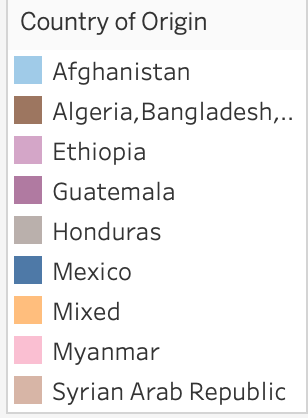 Country of Origin
Afghanistan
Algeria,Bangladesh,..
Ethiopia
Guatemala
Honduras
Mexico
Mixed
Myanmar
Syrian Arab Republic